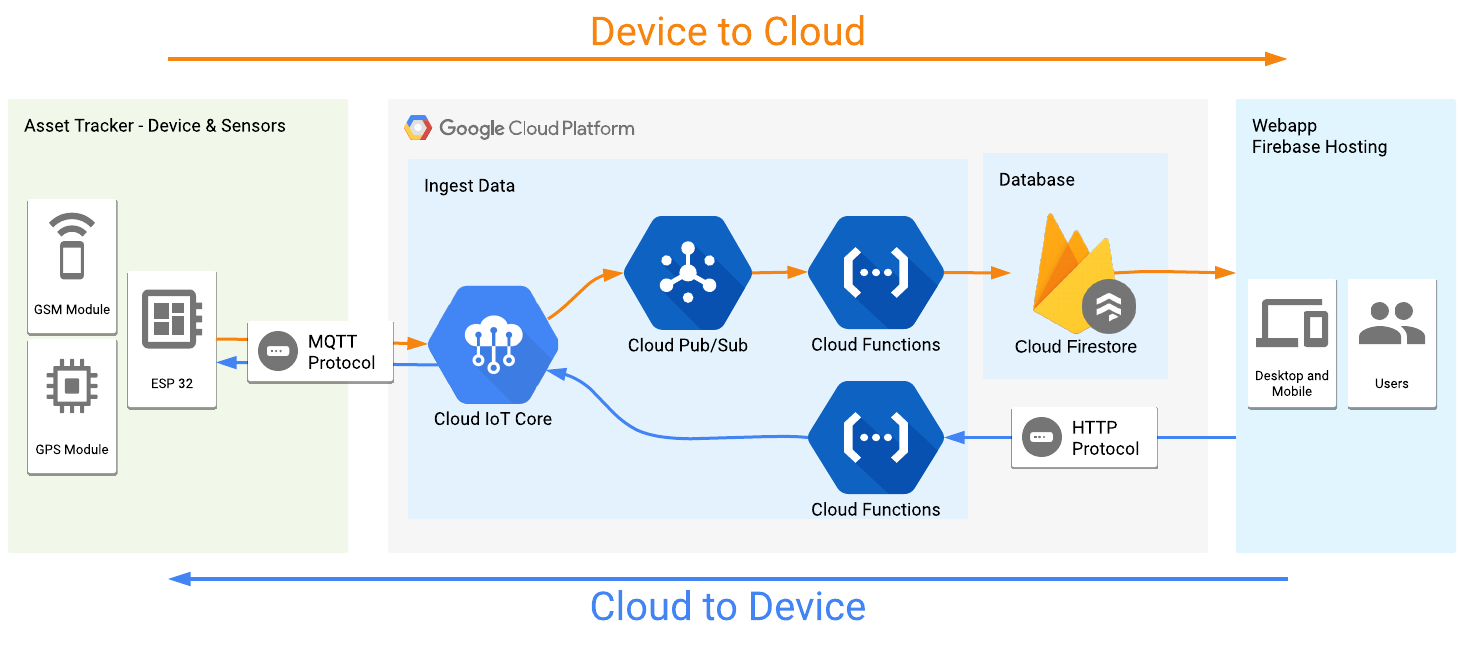 Device to Cloud
Asset Tracker - Device & Sensors
GSM Module
GPS Module
ESP 32
MQTT
Protocol
Google Cloud Platform
Ingest Data
Cloud IoT Core
Cloud Pub/Sub
Cloud Functions
Cloud Functions
Database
Cloud Firestore
HTTP
Protocol
Webapp
Firebase Hosting
Desktop and
Mobile
Users
Cloud to Device